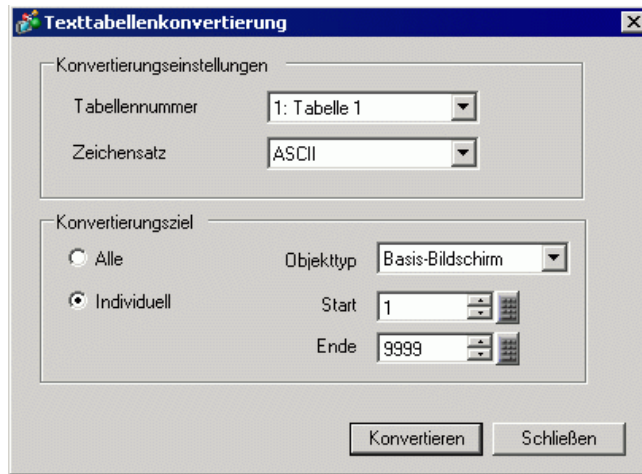 Texttabellenkonvertierung
Konvertierungseinstellungen
Tabellennummer 1: Tabelle 1
Zeichensatz ASCII
Konvertierungsziel
Alle Objekttyp Basis-Bildschirm
Individuell Start 1
Ende 9999
Konvertieren Schließen